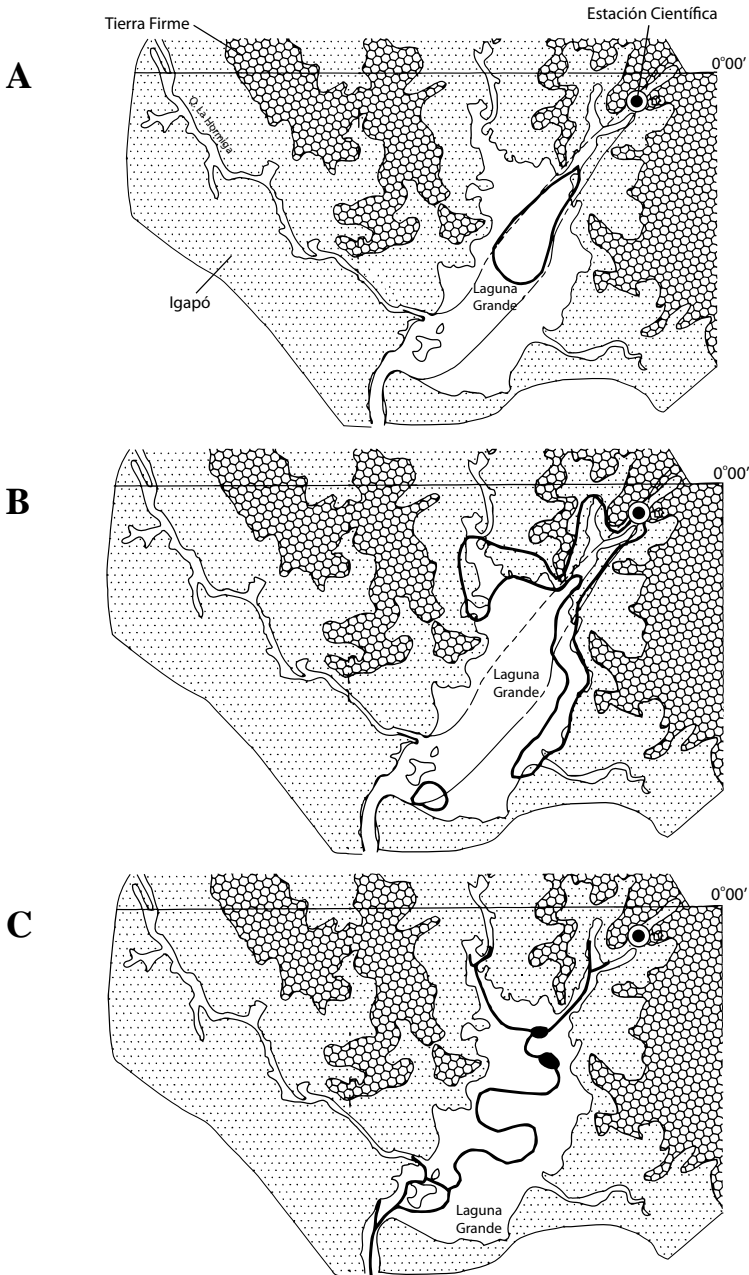 Tierra Firme
Estación Científica
A
0°00'
Q. La Hormiga
Igapó
Laguna
Grande
B
0°00'
Laguna
Grande
C
0°00'
Laguna
Grande